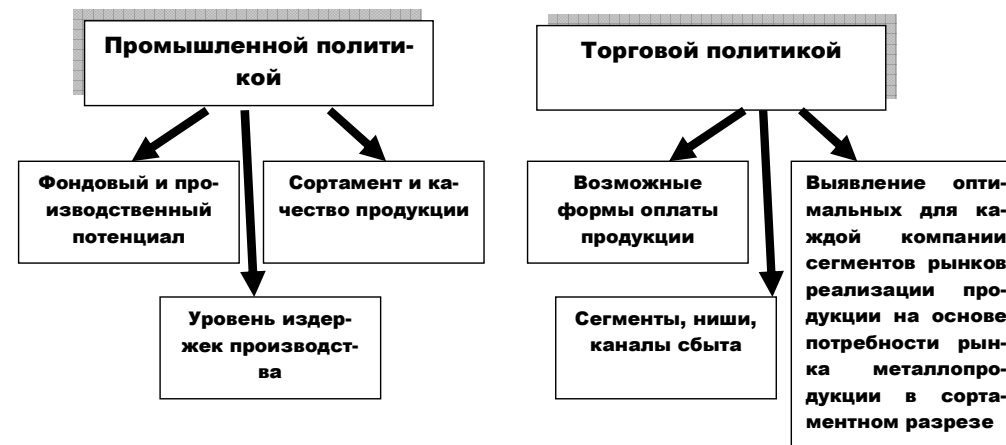 Промышленной полити-
кой
Торговой политикой
Фондовый и про-
изводственный
потенциал
Сортамент и ка-
чество продукции
Уровень издер-
жек производст-
ва
Возможные
формы оплаты
продукции
Сегменты, ниши,
каналы сбыта
Выявление опти-
мальных для ка-
ждой компании
сегментов рынков
реализации про-
дукции на основе
потребности рын-
ка металлопро-
дукции в сорта-
ментном разрезе